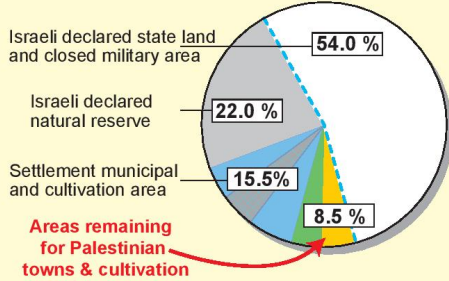 Israeli declared state land
and closed military area
54.0 %
Israeli declared
natural reserve
22.0 %
Settlement municipal
and cultivation area
15.5%
Areas remaining
for Palestinian
towns & cultivation
8.5 %